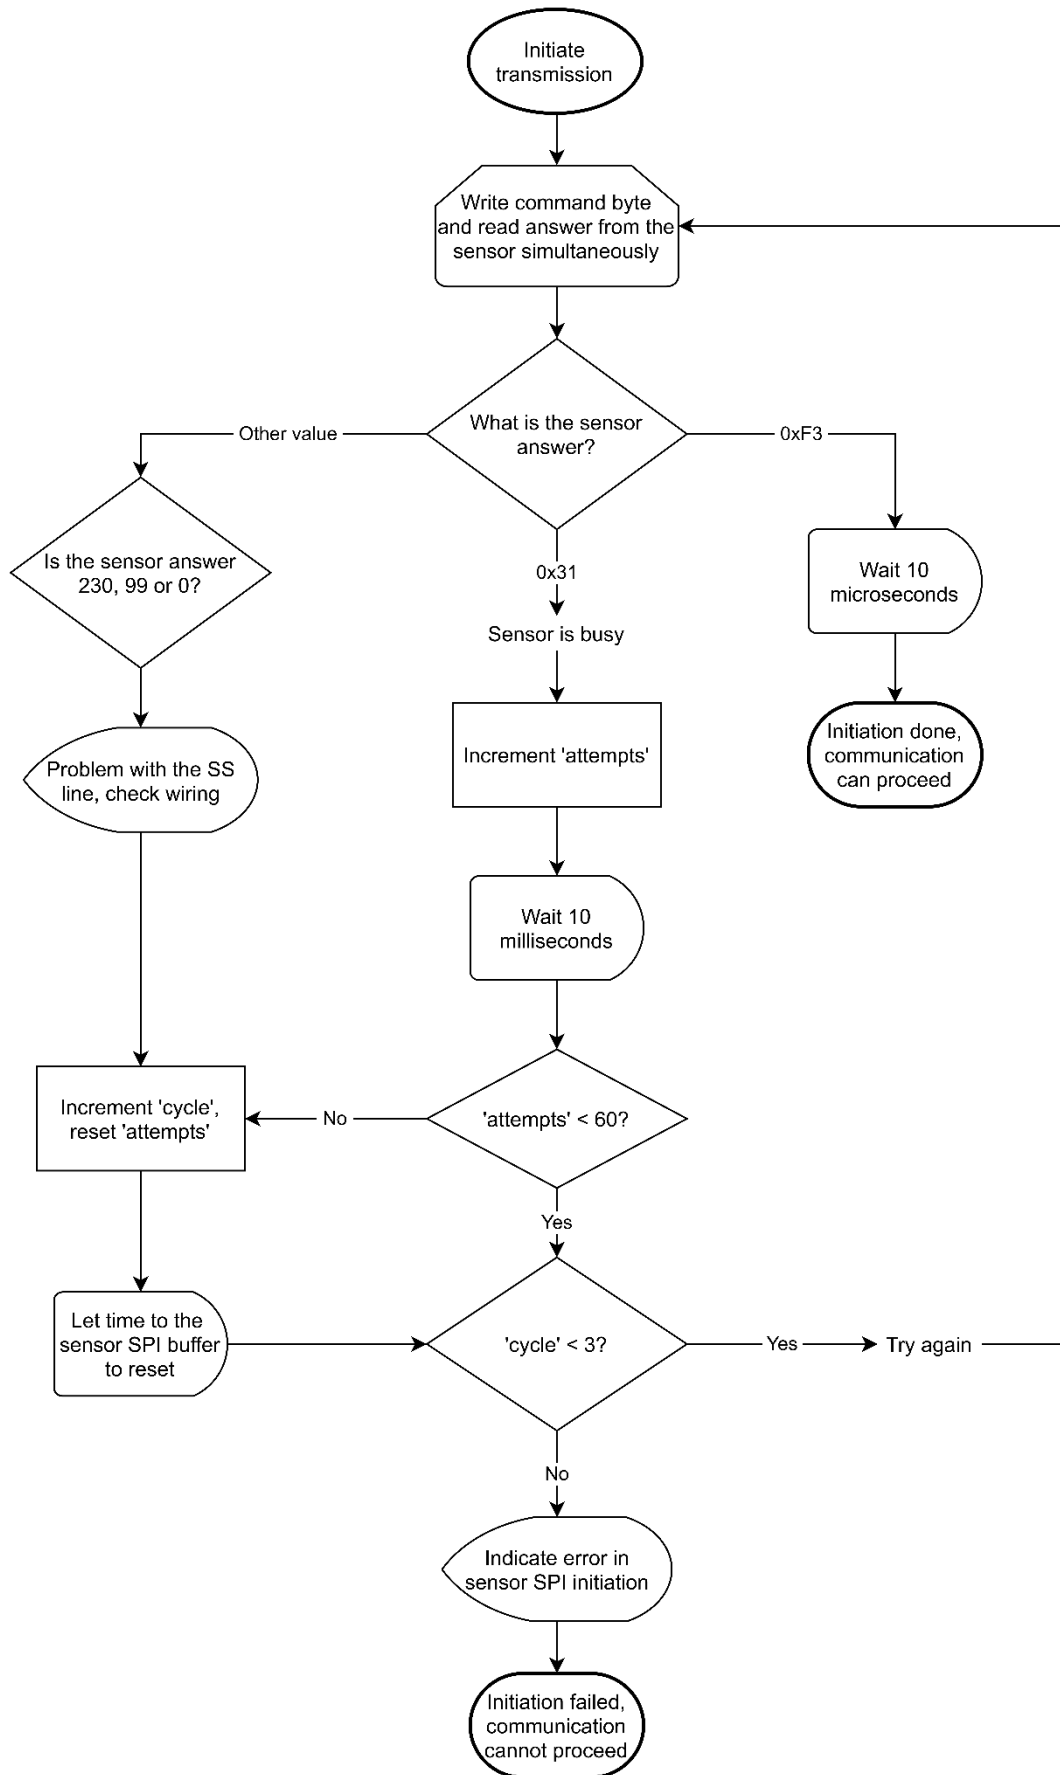 Initiate
transmission
Write command byte
and read answer from the
sensor simultaneously
What is the sensor
answer?
Other value
0xF3
0x31
Is the sensor answer
230, 99 or 0?
Wait 10
microseconds
Sensor is busy
Initiation done,
communication
can proceed
Problem with the SS
line, check wiring
Increment 'attempts'
Wait 10
milliseconds
'attempts' < 60?
No
Yes
Increment 'cycle',
reset 'attempts'
Let time to the
sensor SPI buffer
to reset
'cycle' < 3?
Yes
Try again
No
Indicate error in
sensor SPI initiation
Initiation failed,
communication
cannot proceed